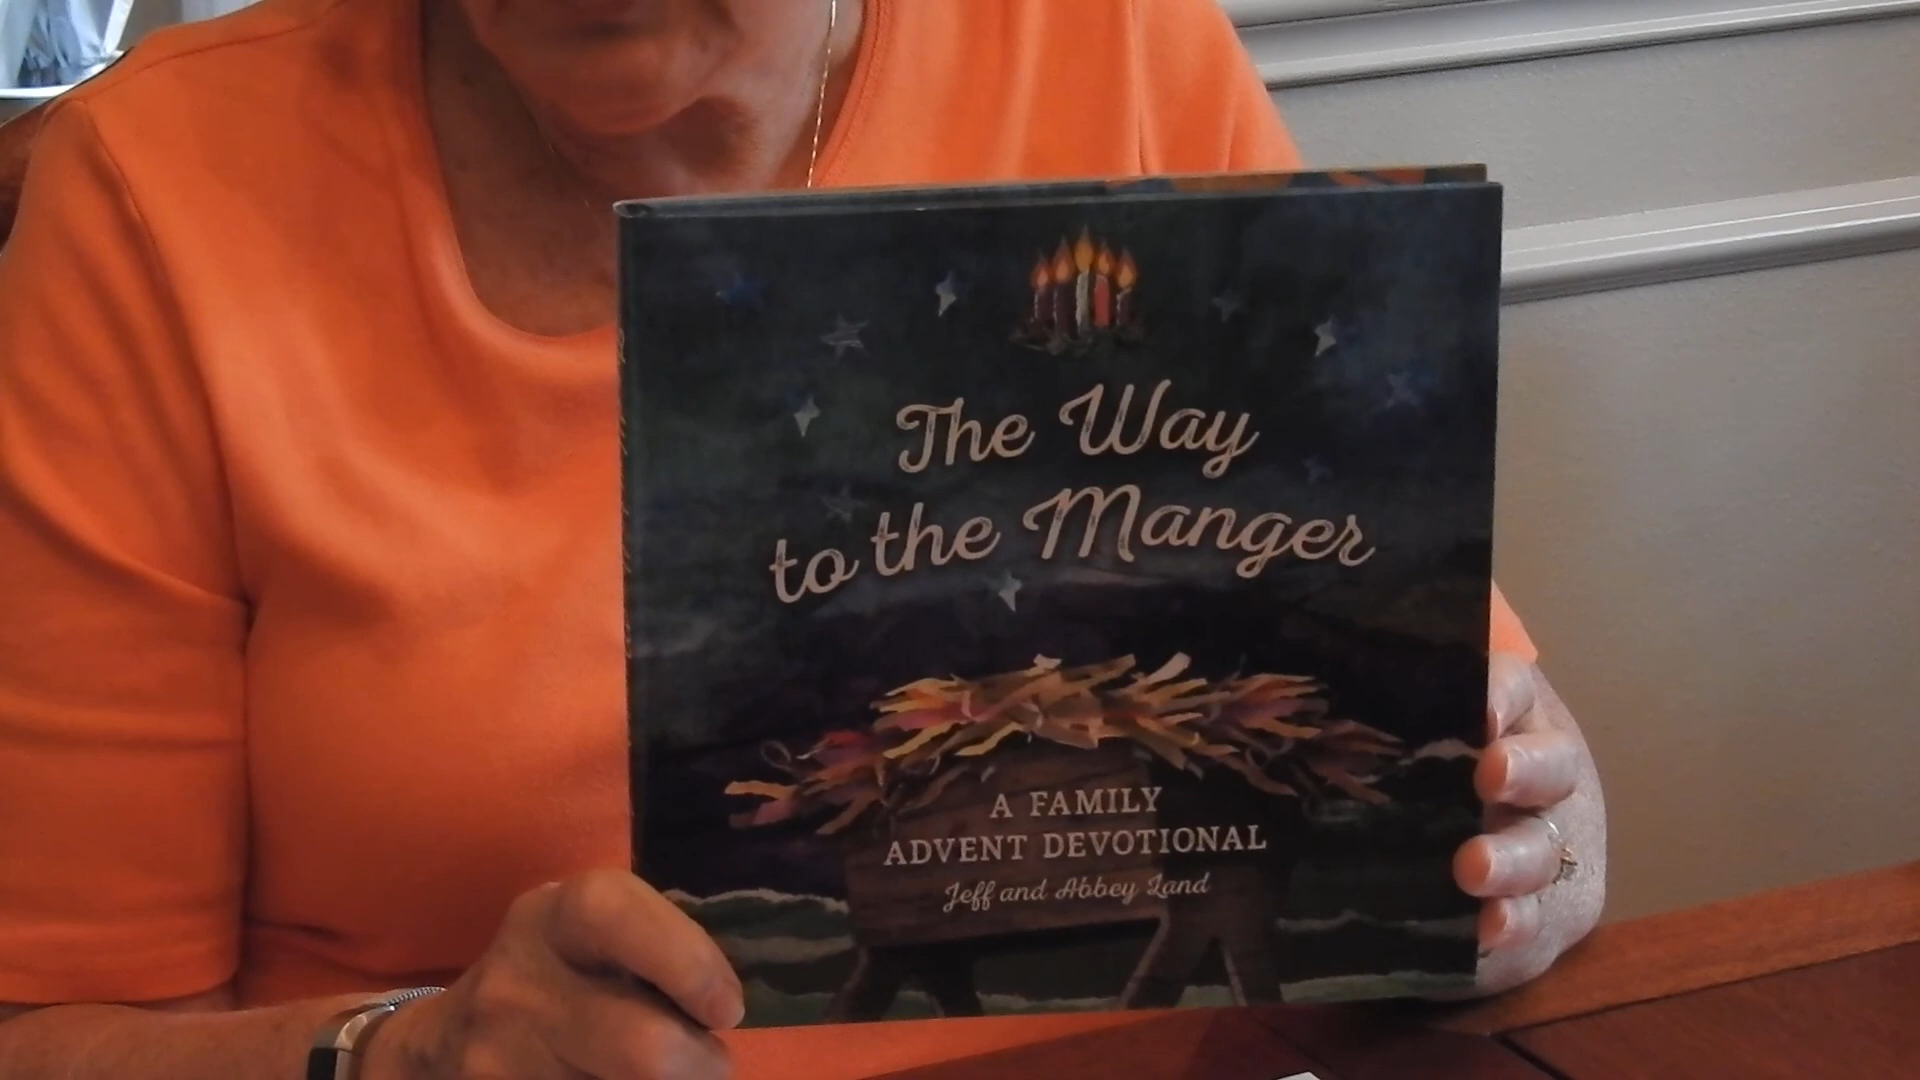 The Way
to the Manger
A FAMILY
ADVENT DEVOTIONAL
Jeff and Abbey Land